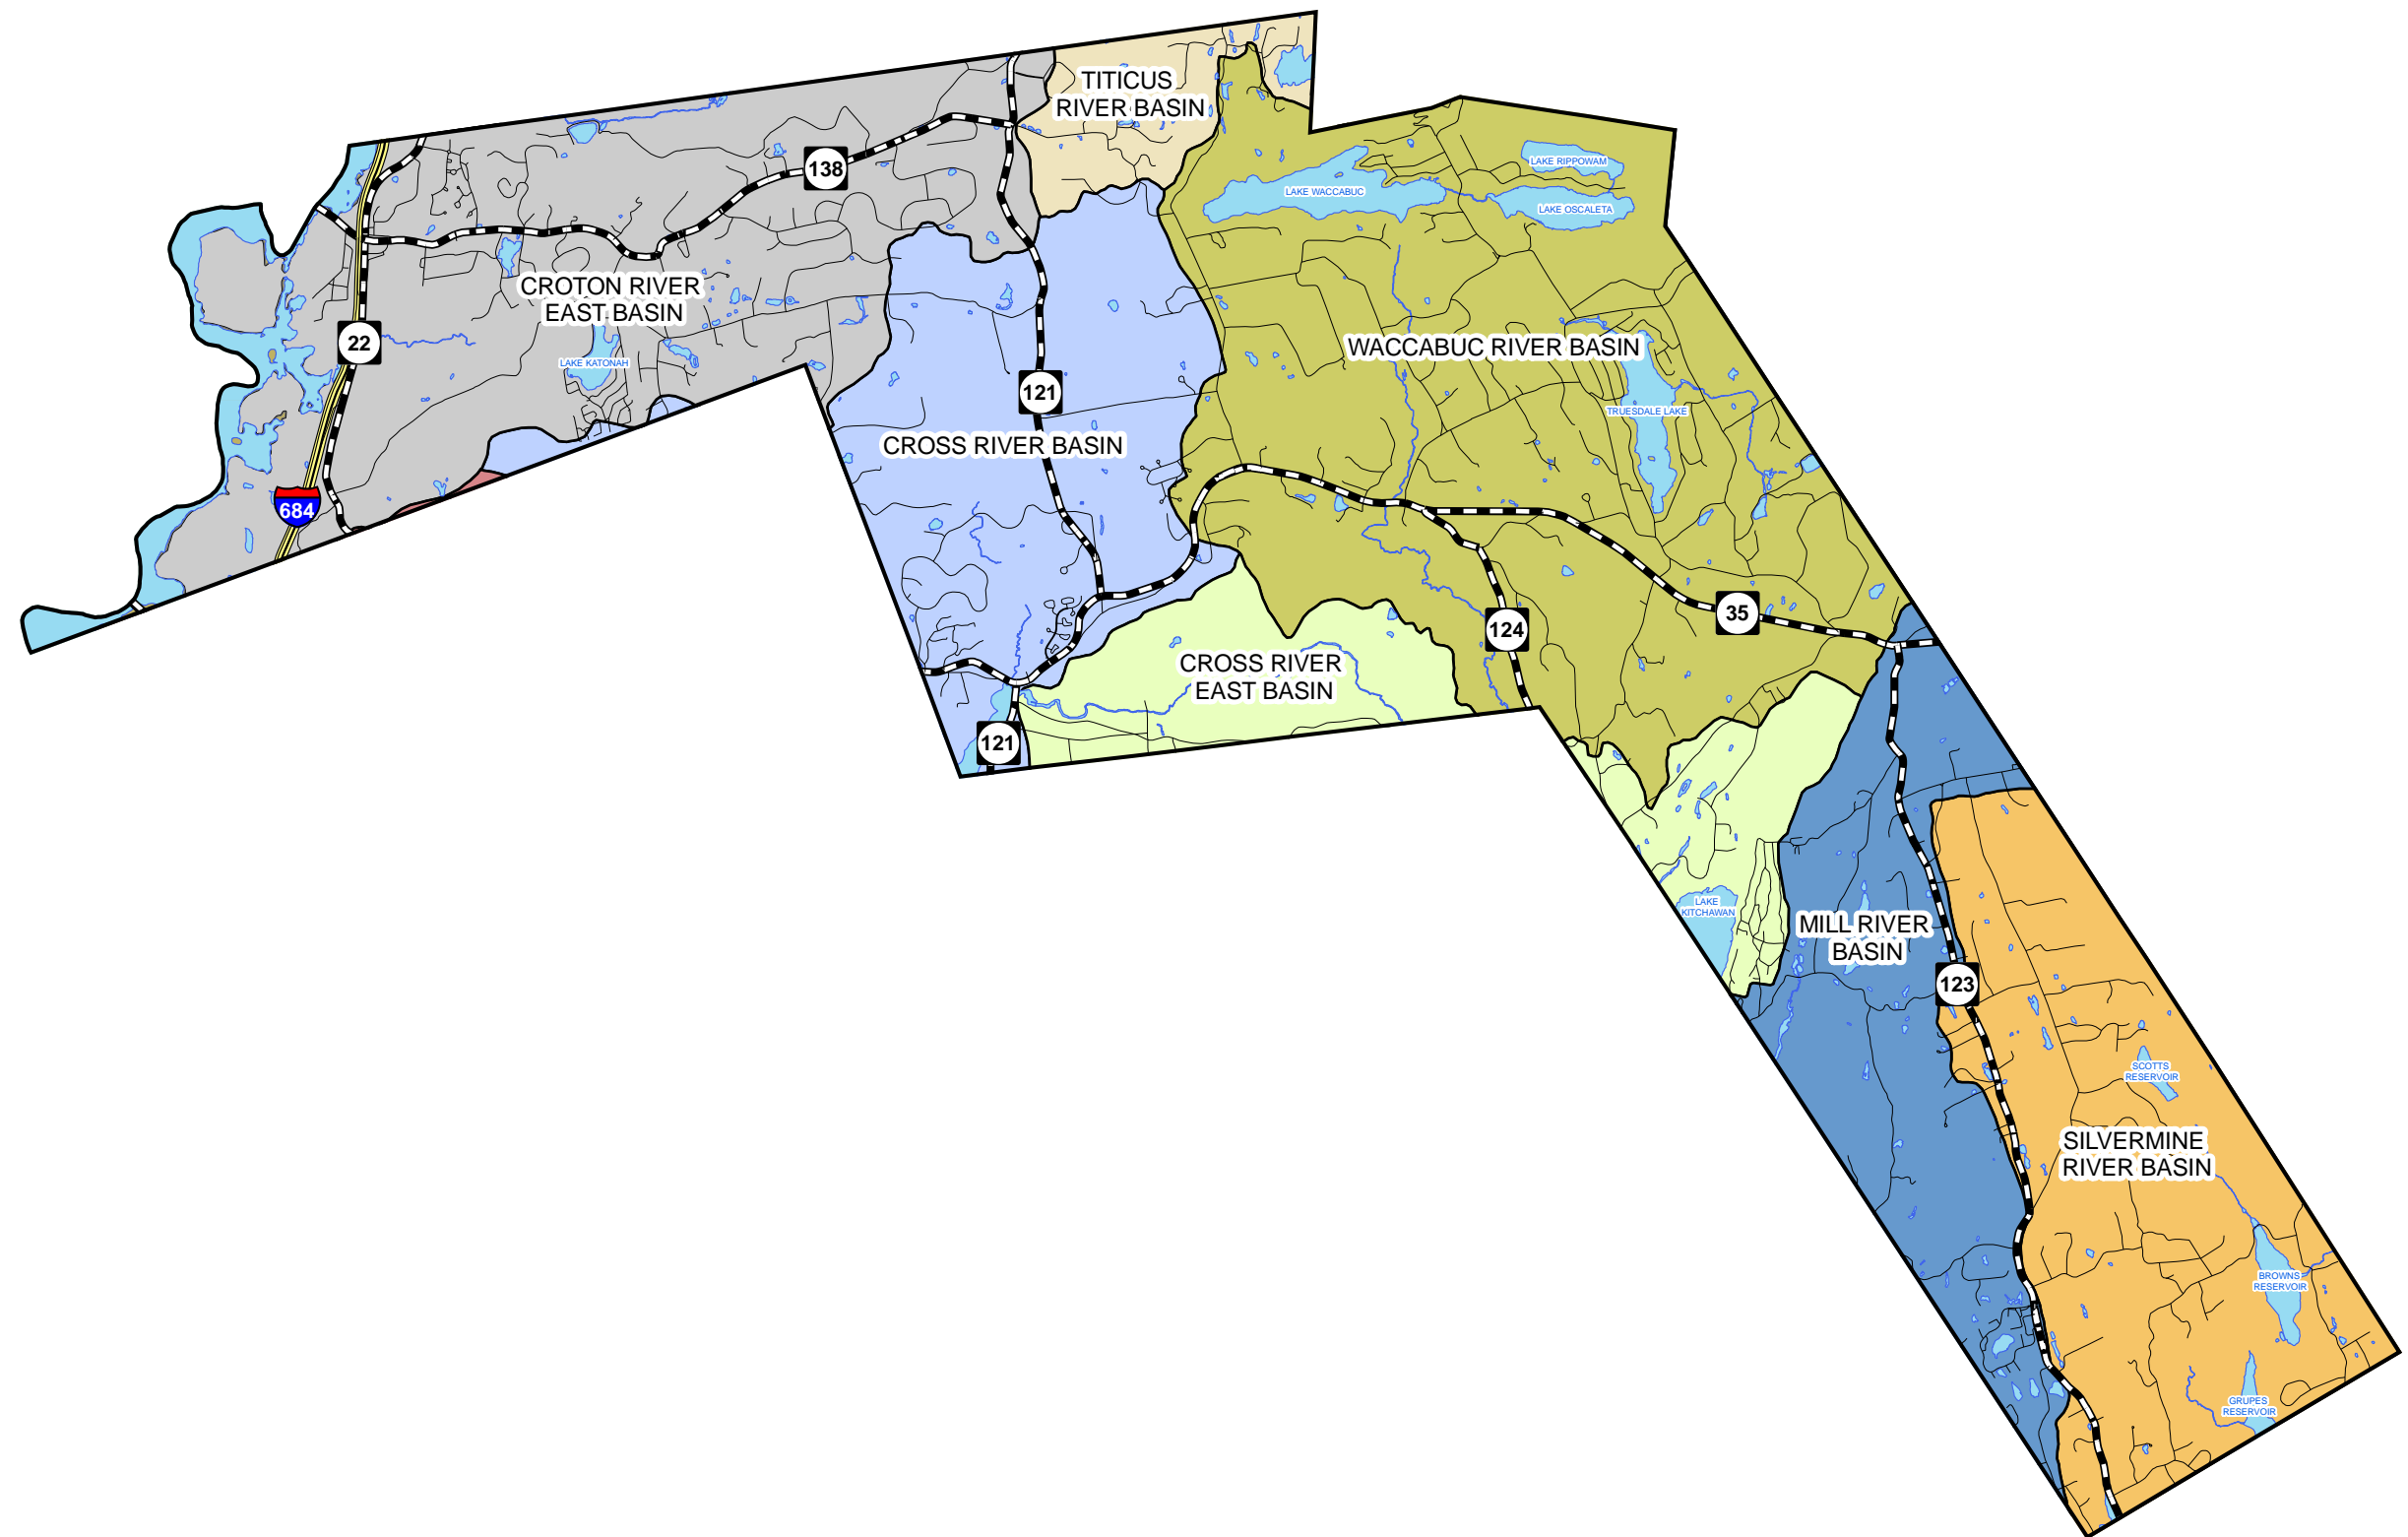 TITICUS
RIVER BASIN
138
LAKE RIPPOWAM
LAKE WACCABUC
LAKE OSCALETA
CROTON RIVER
EAST BASIN
22
LAKE KATONAH
WACCABUC RIVER BASIN
121
TRUESDALE LAKE
CROSS RIVER BASIN
684
35
124
CROSS RIVER
EAST BASIN
121
LAKE
KITCHAWAN
MILL RIVER
BASIN
123
SCOTTS
RESERVOIR
SILVERMINE
RIVER BASIN
BROWNS
RESERVOIR
GRUPES
RESERVOIR